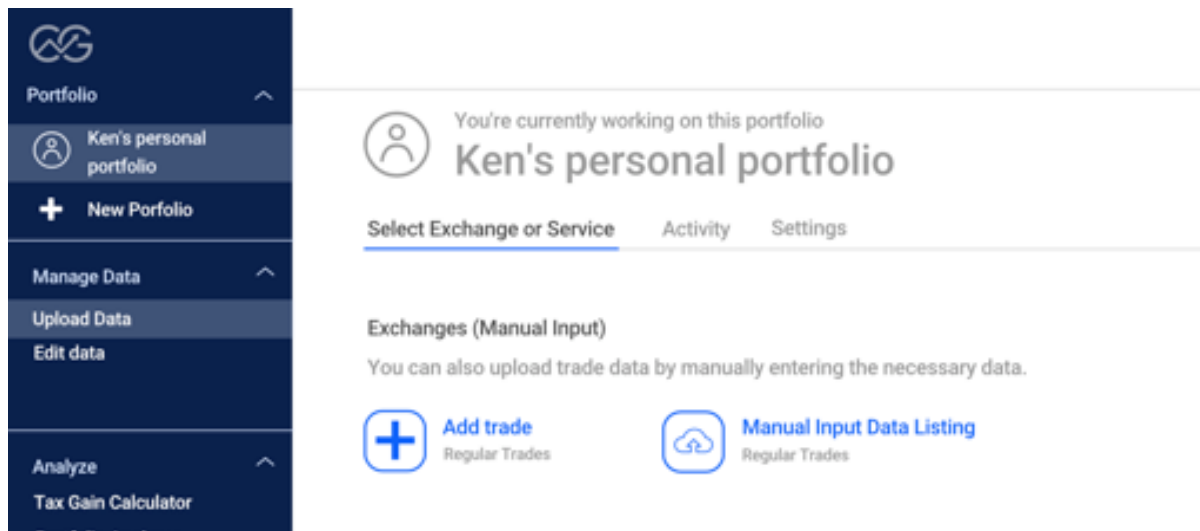 Portfolio
Ken's personal
portfolio
New Porfolio
Manage Data
Upload Data
Edit data
Analyze
Tax Gain Calculator
You're currently working on this portfolio
Ken's personal portfolio
Select Exchange or Service Activity Settings
Exchanges (Manual Input)
You can also upload trade data by manually entering the necessary data.
Add trade
Regular Trades
Manual Input Data Listing
Regular Trades